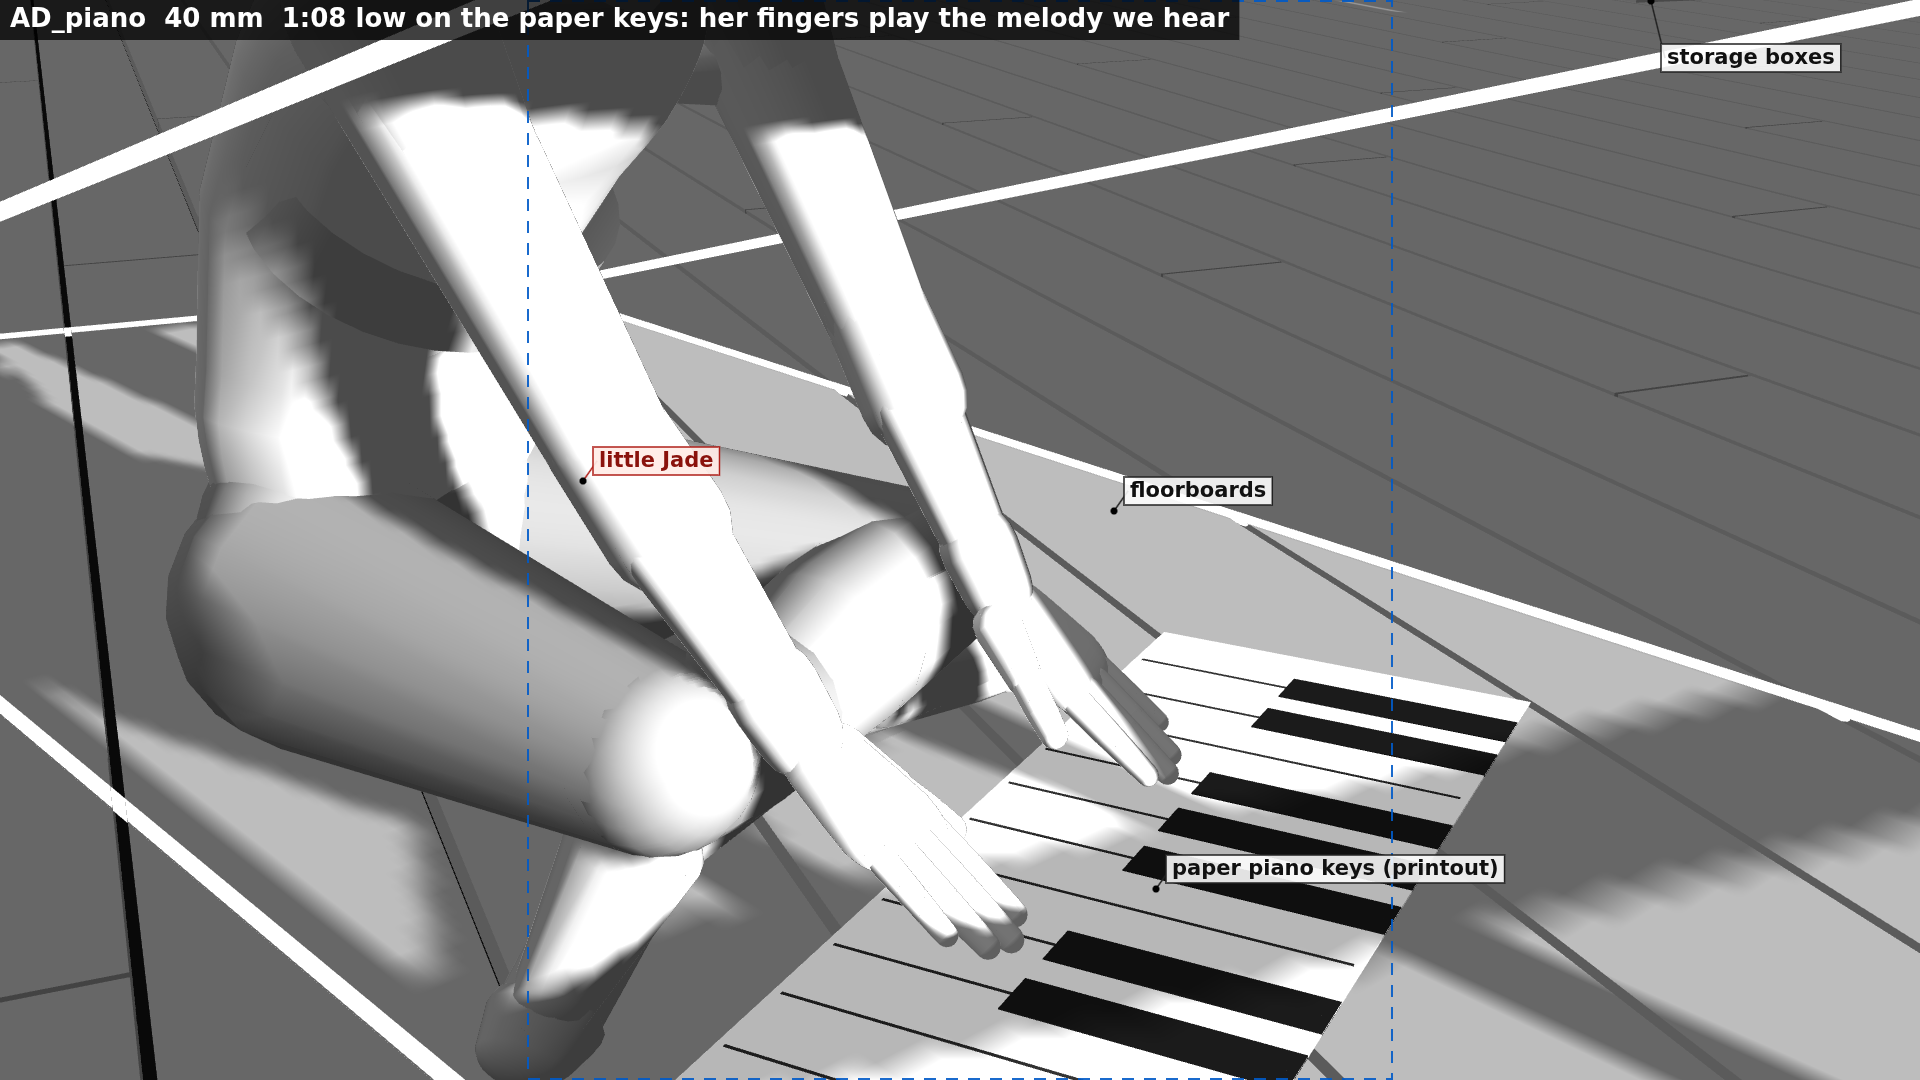 AD_piano  40 mm  1:08 low on the paper keys: her fingers play the melody we hear
storage boxes
little Jade
floorboards
paper piano keys (printout)